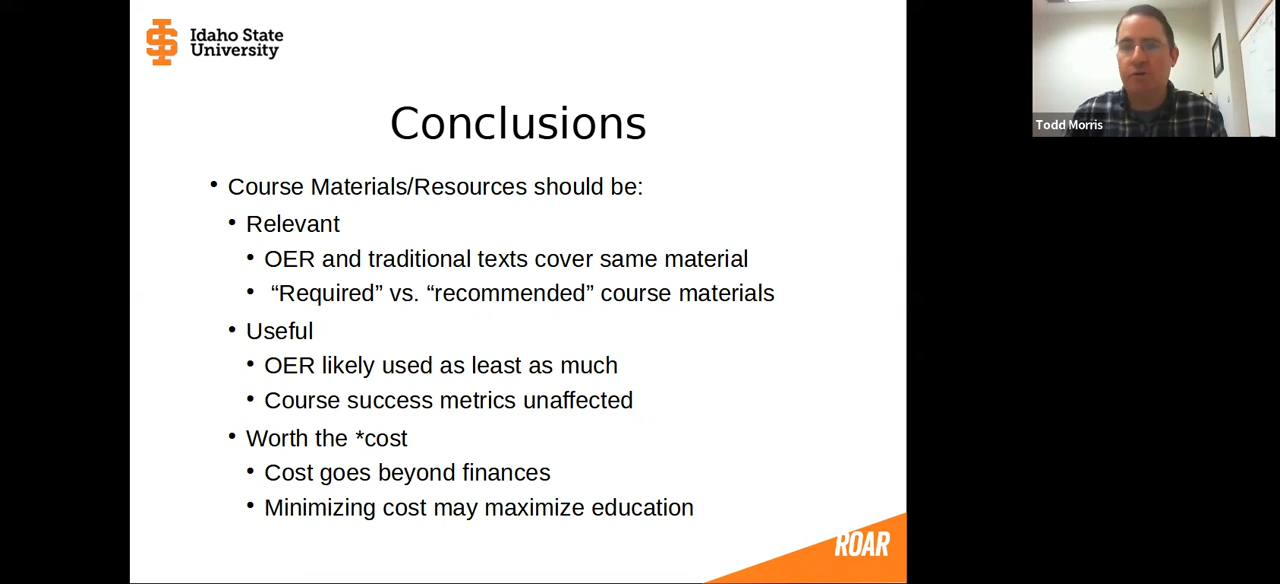 Idaho State
University
Todd Morris
Conclusions
• Course Materials/Resources should be:
• Relevant
• OER and traditional texts cover same material
• “Required” vs. “recommended” course materials
• Useful
• OER likely used as least as much
• Course success metrics unaffected
• Worth the *cost
• Cost goes beyond finances
• Minimizing cost may maximize education
ROAR